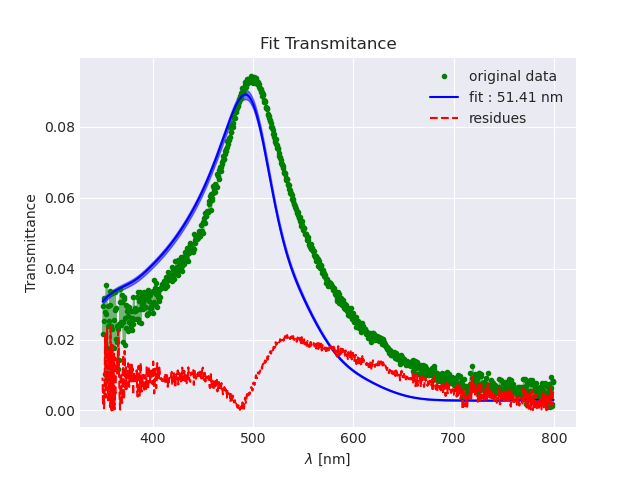 Fit Transmitance
original data
fit : 51.41 nm
residues
Transmittance
0.08
0.06
0.04
0.02
0.00
400 500 600 700 800
λ [nm]